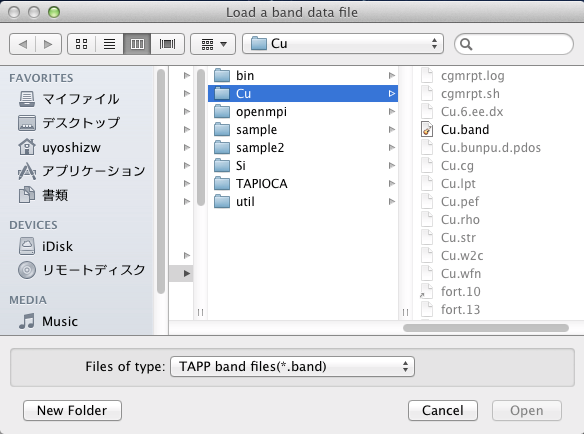 Load a band data file
Cu
FAVORITES
マイファイル
デスクトップ
uyoshizw
アプリケーション
書類
DEVICES
iDisk
リモートディスク
MEDIA
Music
bin
Cu
openmpi
sample
sample2
Si
TAPIOCA
util
cgmrpt.log
cgmrpt.sh
Cu.6.ee.dx
Cu.band
Cu.bunpu.d.pdos
Cu.cg
Cu.lpt
Cu.pef
Cu.rho
Cu.str
Cu.w2c
Cu.wfn
fort.10
fort.13
Files of type: TAPP band files(*.band)
New Folder Cancel Open